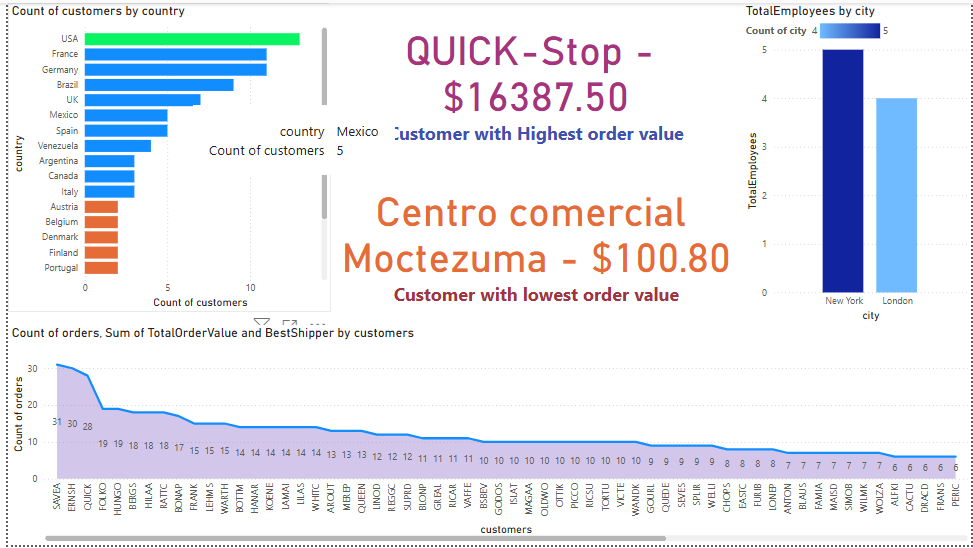 Count of customers by country
country
USA
France
Germany
Brazil
UK
Mexico
Spain
Venezuela
Argentina
Canada
Italy
Austria
Belgium
Denmark
Finland
Portugal
0 5 10
Count of customers
country Mexico
Count of customers 5
QUICK-Stop -
$16387.50
Customer with Highest order value
Centro comercial
Moctezuma - $100.80
Customer with lowest order value
TotalEmployees by city
Count of city 4 5
TotalEmployees
5
4
3
2
1
0
New York London
city
Count of orders, Sum of TotalOrderValue and BestShipper by customers
Count of orders
30
20
10
0
31 30 28 19 19 18 18 18 17 15 15 15 14 14 14 14 14 14 13 13 13 12 12 12 11 11 11 11 10 10 10 10 10 10 10 10 10 10 10 9 9 9 9 9 8 8 8 8 7 7 7 7 7 7 7 6 6 6 6 6
SAVEA ERNSH QUICK FOLKO HUNGO BERGS HILAA RATTC BONAP FRANK LEHMS WARTH BOTTM HANAR KOENE LAMAI LILAS WHITC AROUT MEREP QUEEN LINOD REGGC SUPRD BLONP GREAL RICAR VAFFE BSBEV GODOS ISLAT MAGAA OLDWO OTTIK PICCO RICSU TORTU VICTE WANDK GOURL QUEDE SEVES SPLIR WELLI CHOPS EASTC FURIB LONEP ANTON BLAUS FAMIA MAISD SIMOB WILMK WOLZA ALFKI CACTU DRACD FRANS PERIC
customers